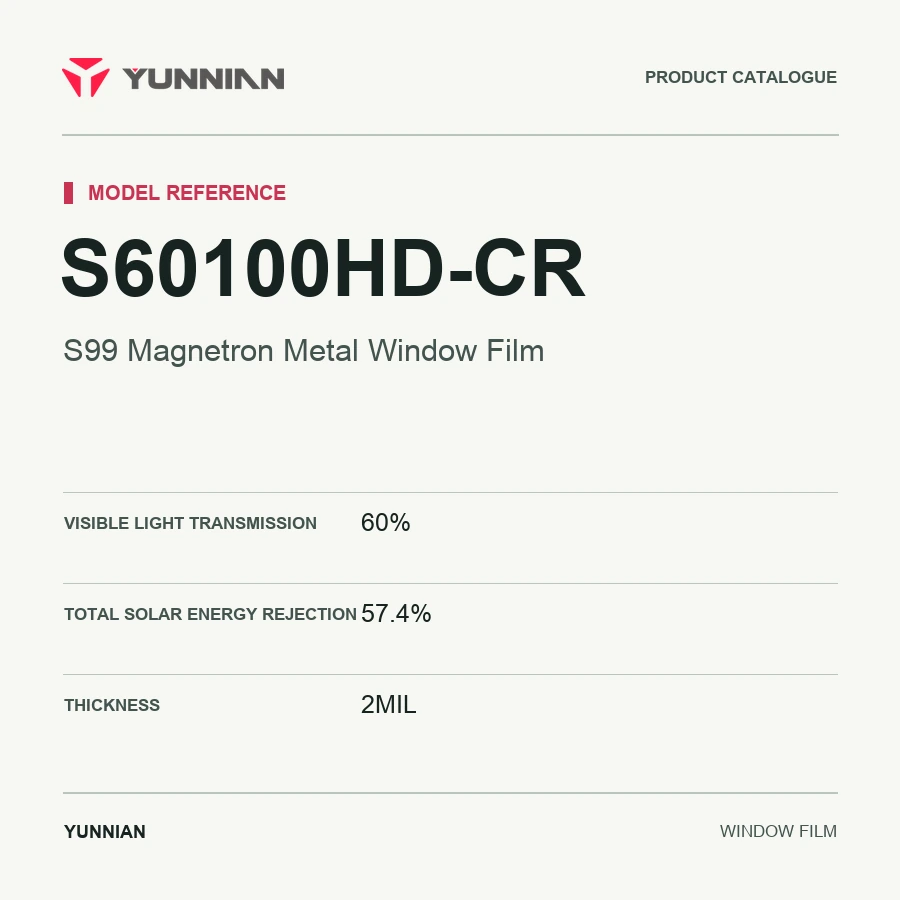 YUNNIAN
PRODUCT CATALOGUE
MODEL REFERENCE
S60100HD-CR
S99 Magnetron Metal Window Film
VISIBLE LIGHT TRANSMISSION 60%
TOTAL SOLAR ENERGY REJECTION 57.4%
THICKNESS 2MIL
YUNNIAN
WINDOW FILM